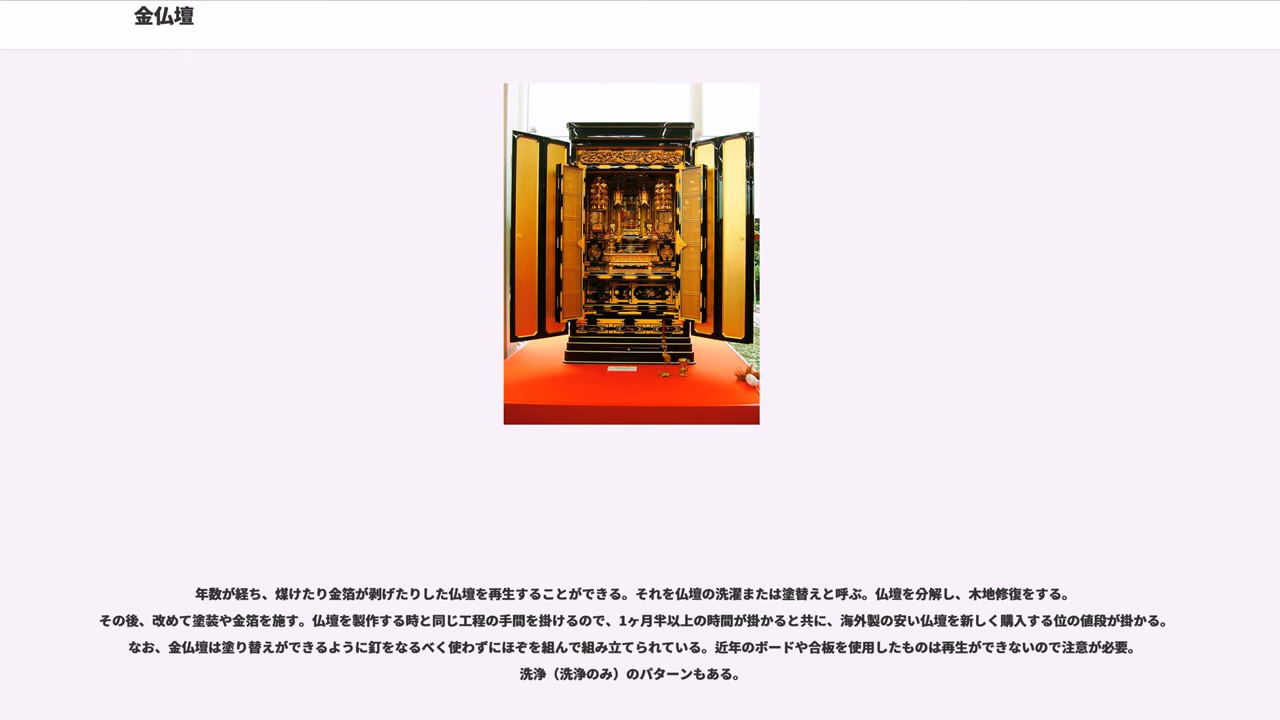 金仏壇
年数が経ち、煤けたり金箔が剥げたりした仏壇を再生することができる。それを仏壇の洗濯または塗替えと呼ぶ。仏壇を分解し、木地修復をする。
その後、改めて塗装や金箔を施す。仏壇を製作する時と同じ工程の手間を掛けるので、1ヶ月半以上の時間が掛かると共に、海外製の安い仏壇を新しく購入する位の値段が掛かる。
なお、金仏壇は塗り替えができるように釘をなるべく使わずにほぞを組んで組み立てられている。近年のボードや合板を使用したものは再生ができないので注意が必要。
洗浄（洗浄のみ）のパターンもある。